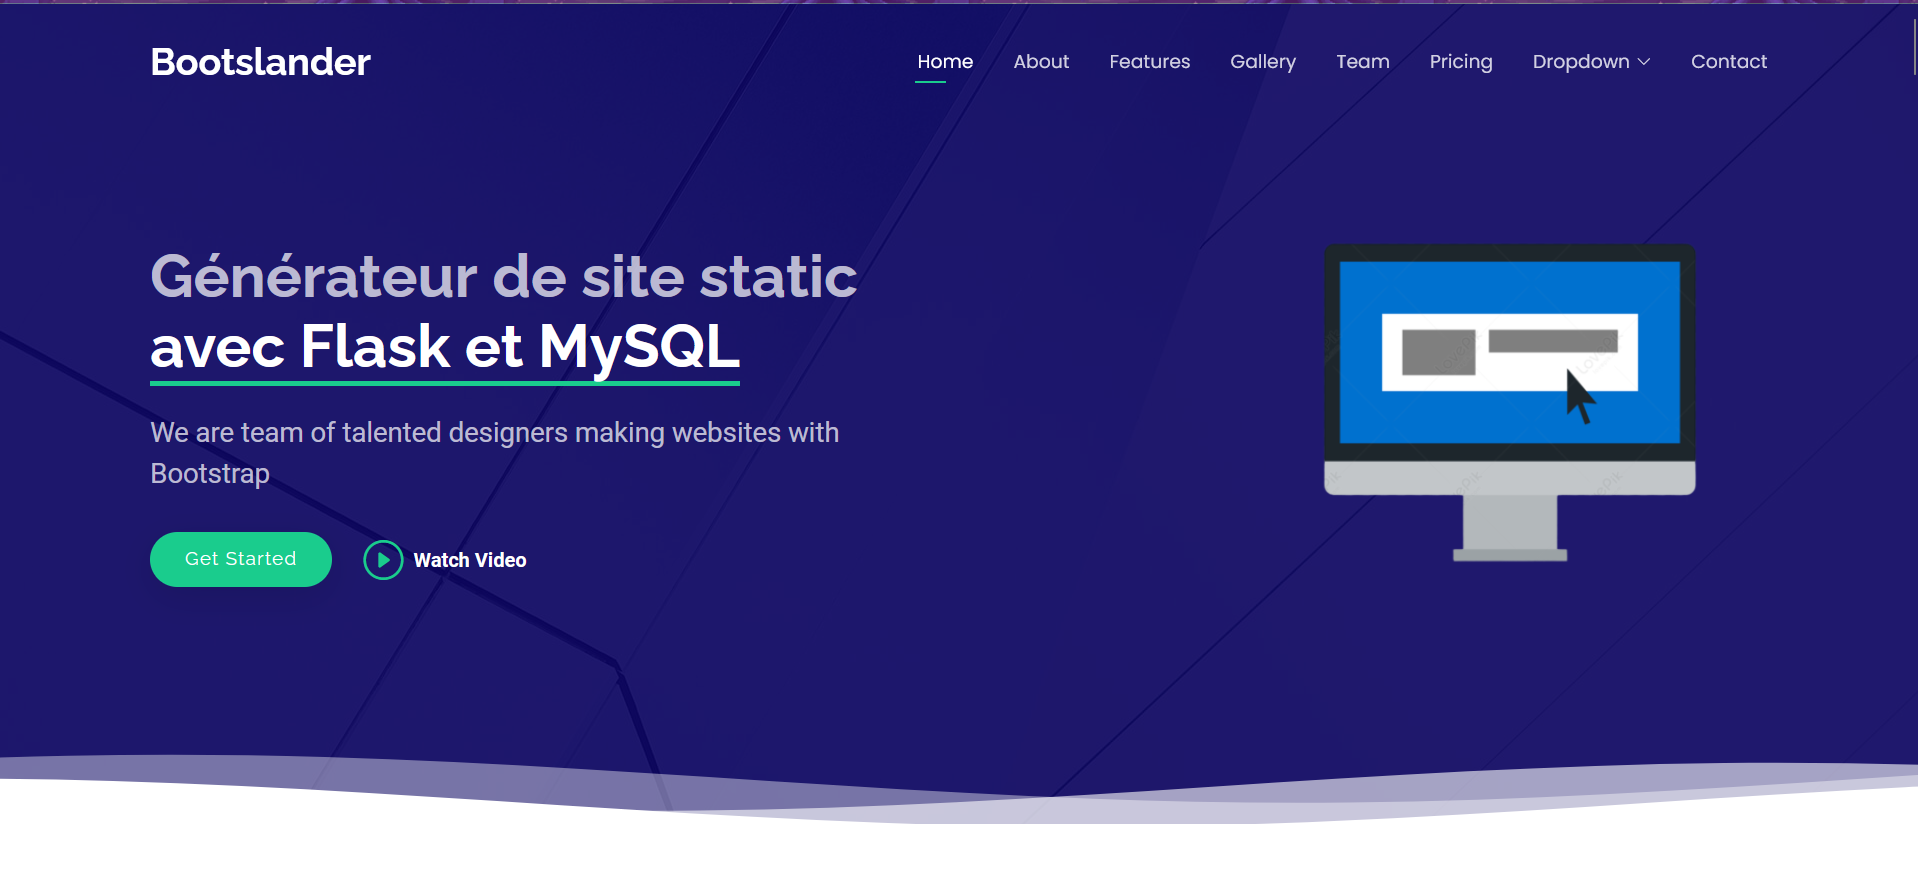 Bootslander
Home About Features Gallery Team Pricing Dropdown Contact
Générateur de site static
avec Flask et MySQL
We are team of talented designers making websites with
Bootstrap
Get Started
Watch Video